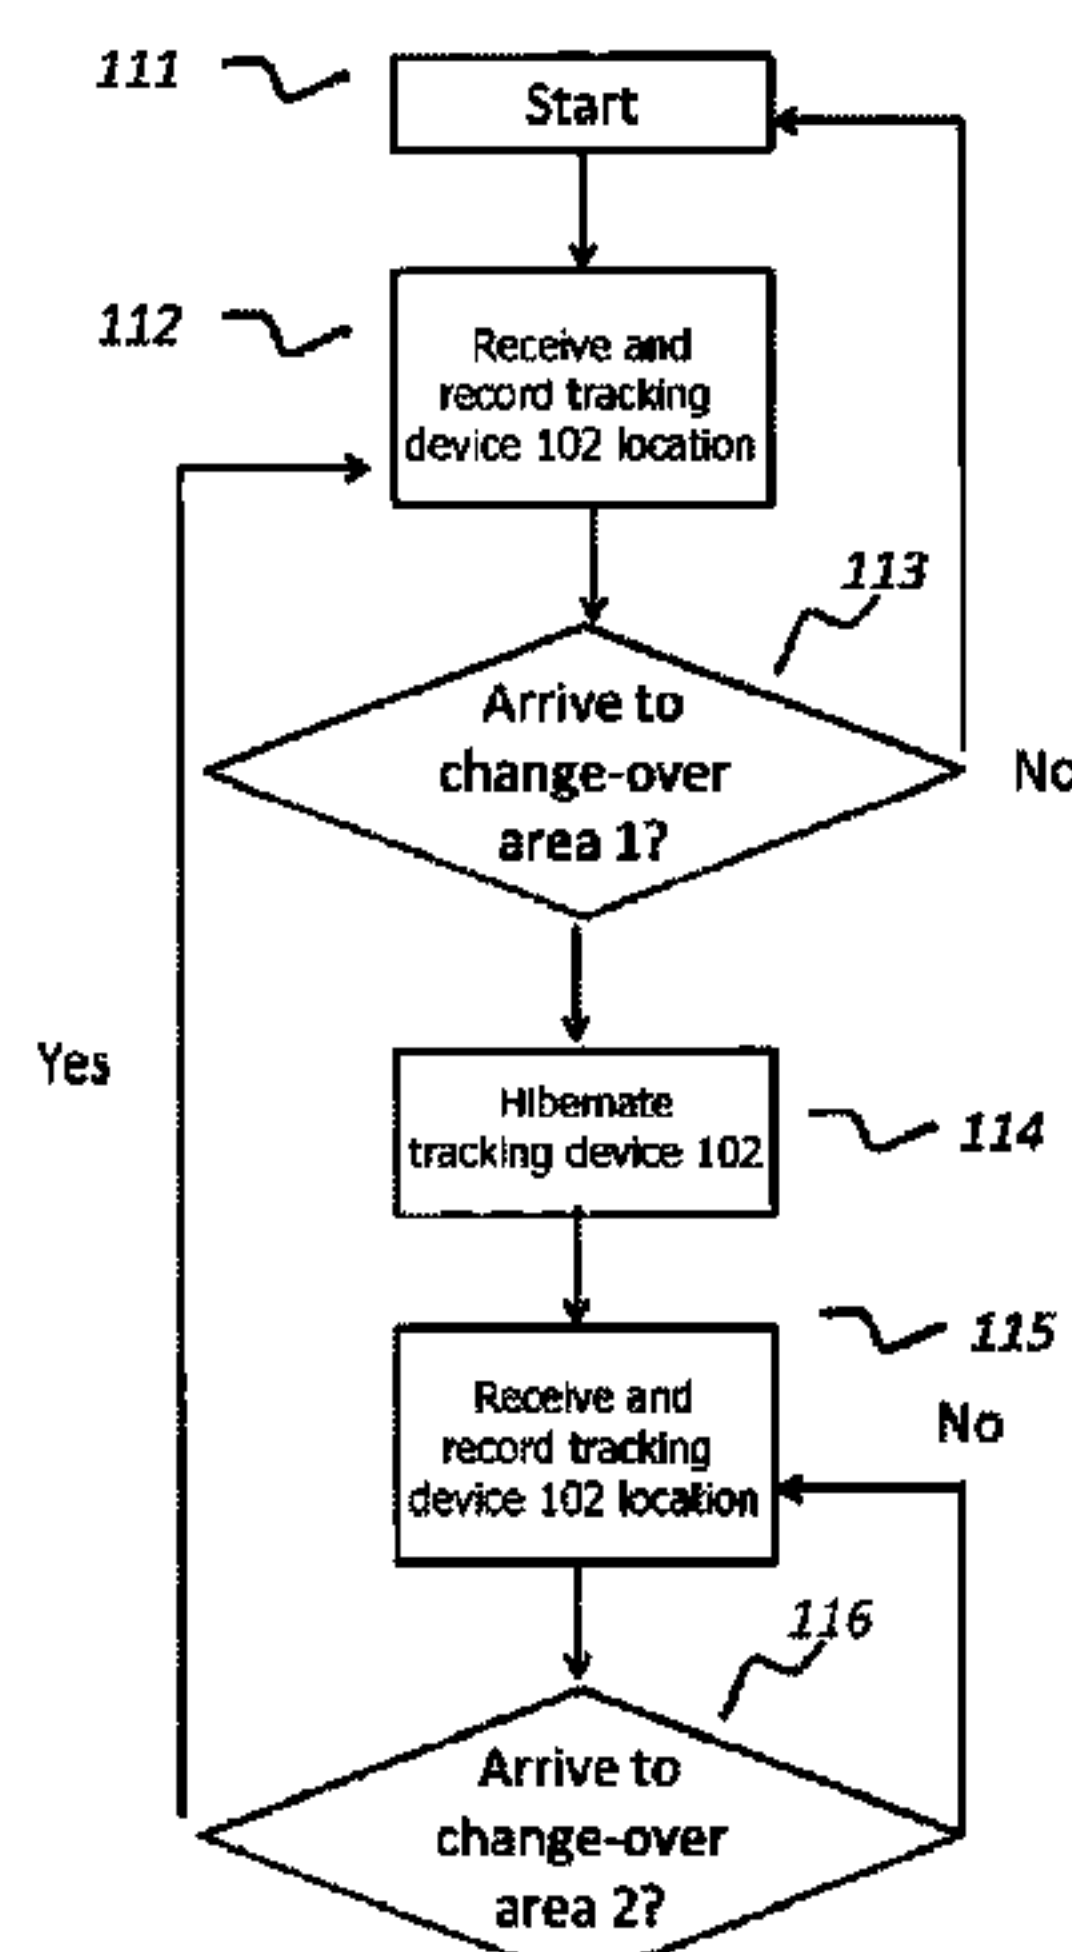 111
Start
112
Receive and
record tracking
device 102 location
113
Arrive to
change-over
area 1?
No
Yes
Hibernate
tracking device 102
114
115
Receive and
record tracking
device 102 location
No
116
Arrive to
change-over
area 2?